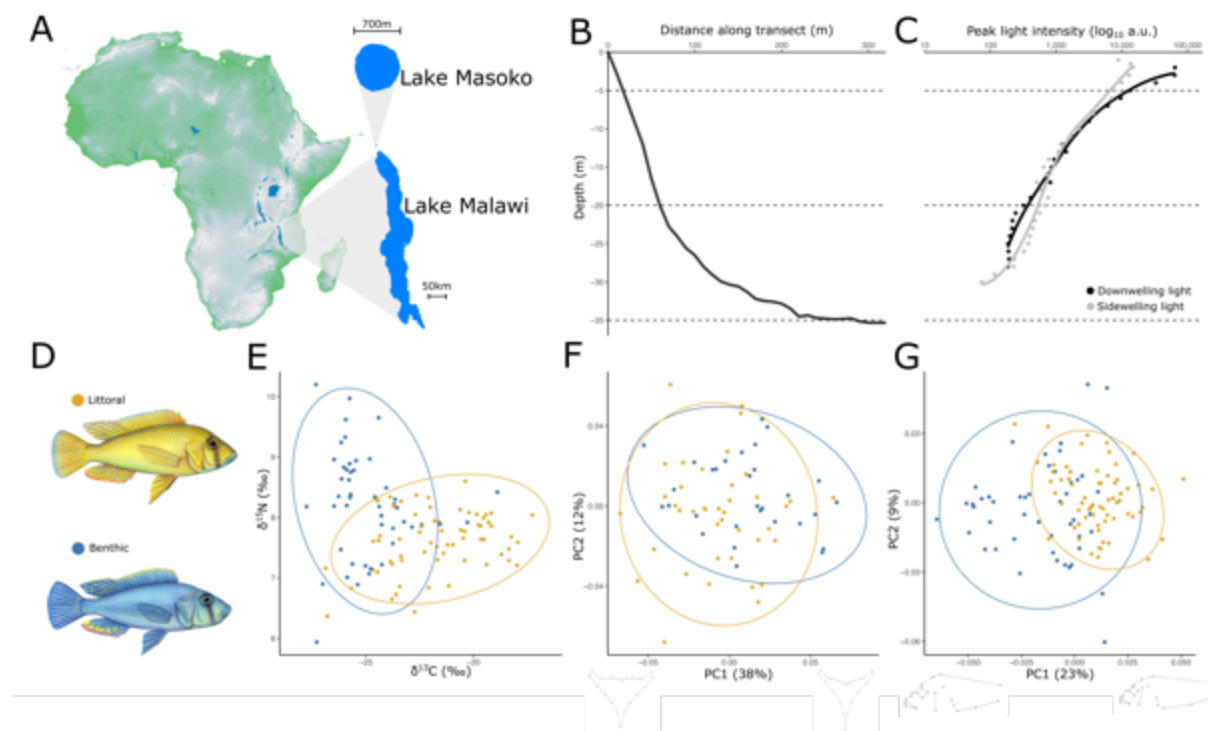 A
700m
Lake Masoko
Lake Malawi
50km
B
Distance along transect (m)
0 100 200 300
0
-5
-10
-15
-20
-25
-30
-35
Depth (m)
C
Peak light intensity (log10 a.u.)
10 100 1,000 10,000 100,000
Downwelling light
Sidewelling light
D
Littoral
Benthic
E
10
9
8
7
6
δ15N (‰)
-25 -20
δ13C (‰)
F
0.04
0.00
-0.04
PC2 (12%)
-0.05 0.00 0.05
PC1 (38%)
G
0.03
0.00
-0.03
-0.06
PC2 (9%)
-0.050 -0.025 0.000 0.025 0.050
PC1 (23%)